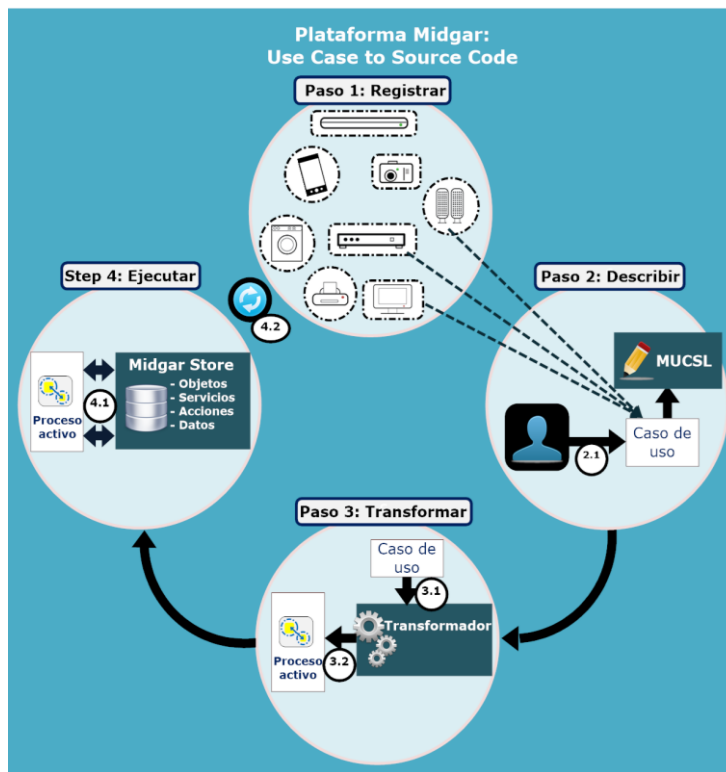 Plataforma Midgar:
Use Case to Source Code
Paso 1: Registrar
Step 4: Ejecutar
4.2
Paso 2: Describir
MUCSL
Caso de
uso
2.1
Midgar Store
- Objetos
- Servicios
- Acciones
- Datos
Proceso
activo
4.1
Paso 3: Transformar
Caso de
uso
3.1
Transformador
3.2
Proceso
activo